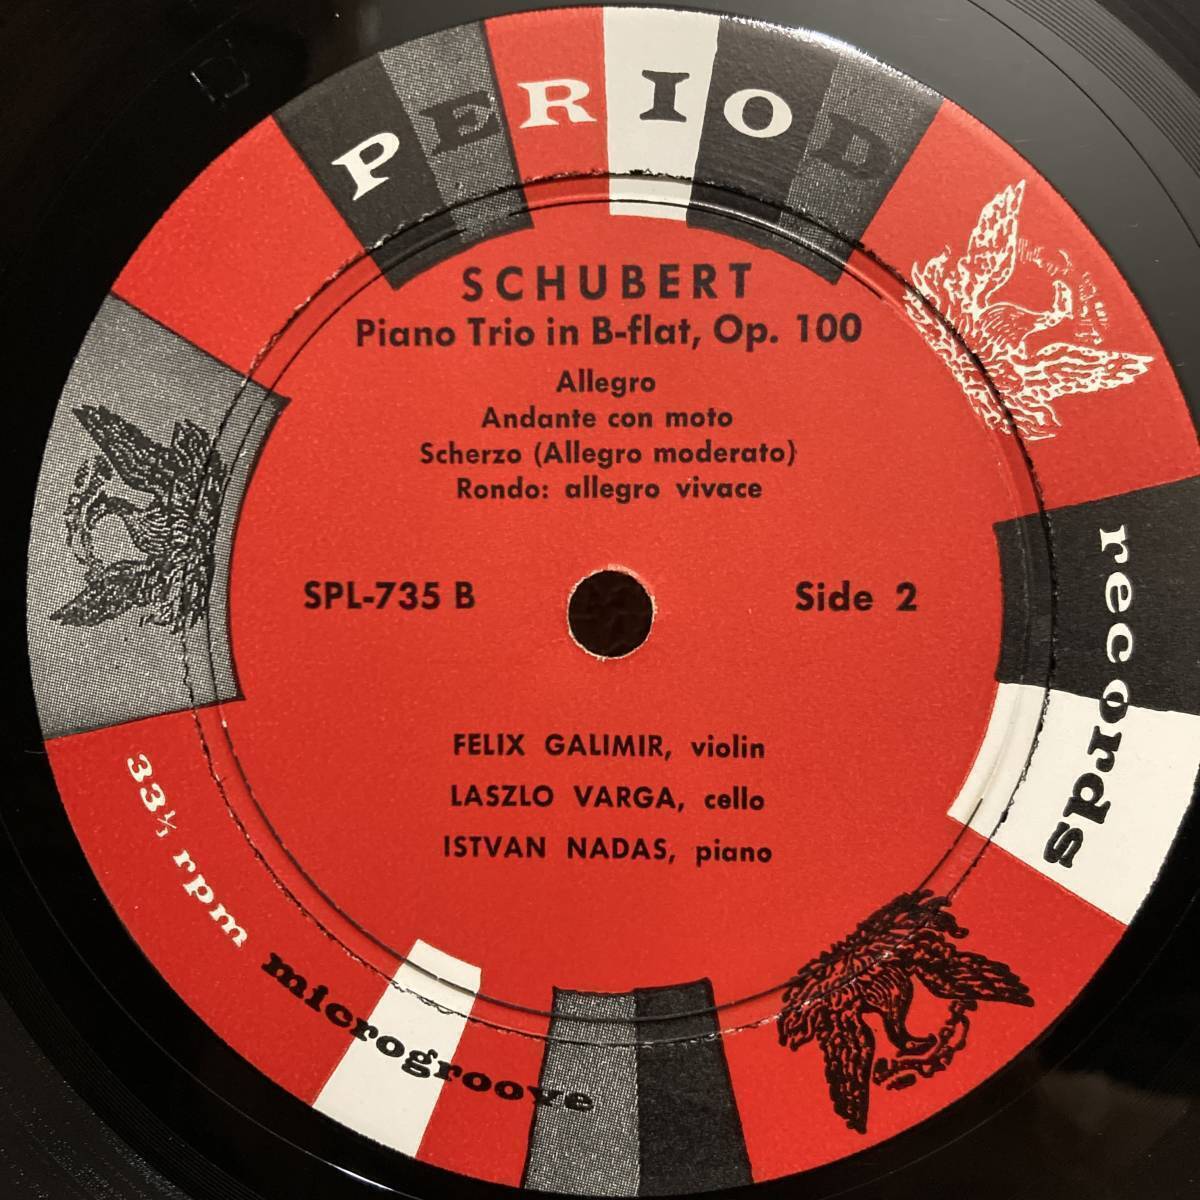 PERIOD
records
SCHUBERT
Piano Trio in B-flat, Op. 100
Allegro
Andante con moto
Scherzo (Allegro moderato)
Rondo: allegro vivace
SPL-735 B
Side 2
FELIX GALIMIR, violin
LASZLO VARGA, cello
ISTVAN NADAS, piano
33⅓ rpm microgroove